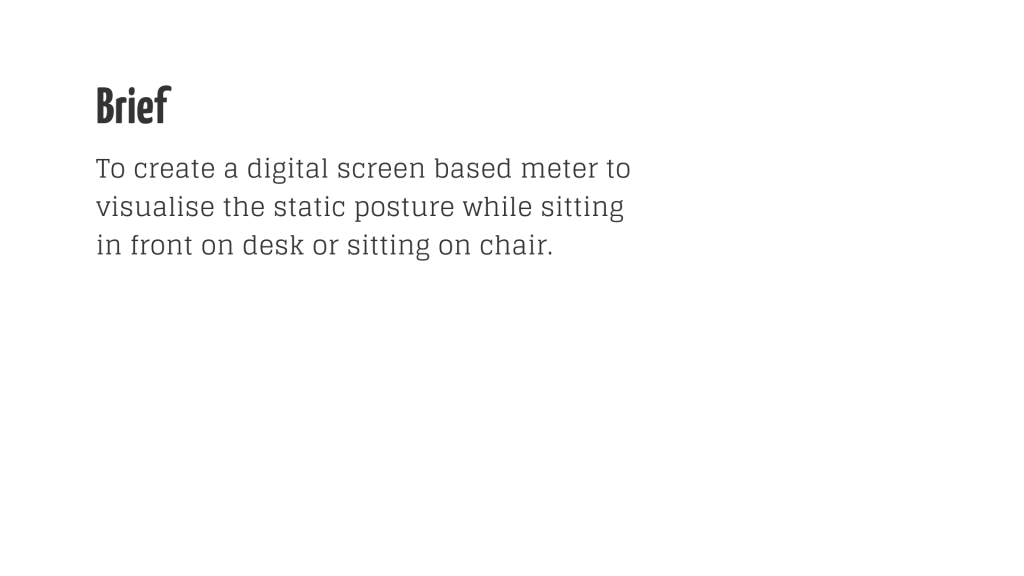 Brief
To create a digital screen based meter to
visualise the static posture while sitting
in front on desk or sitting on chair.